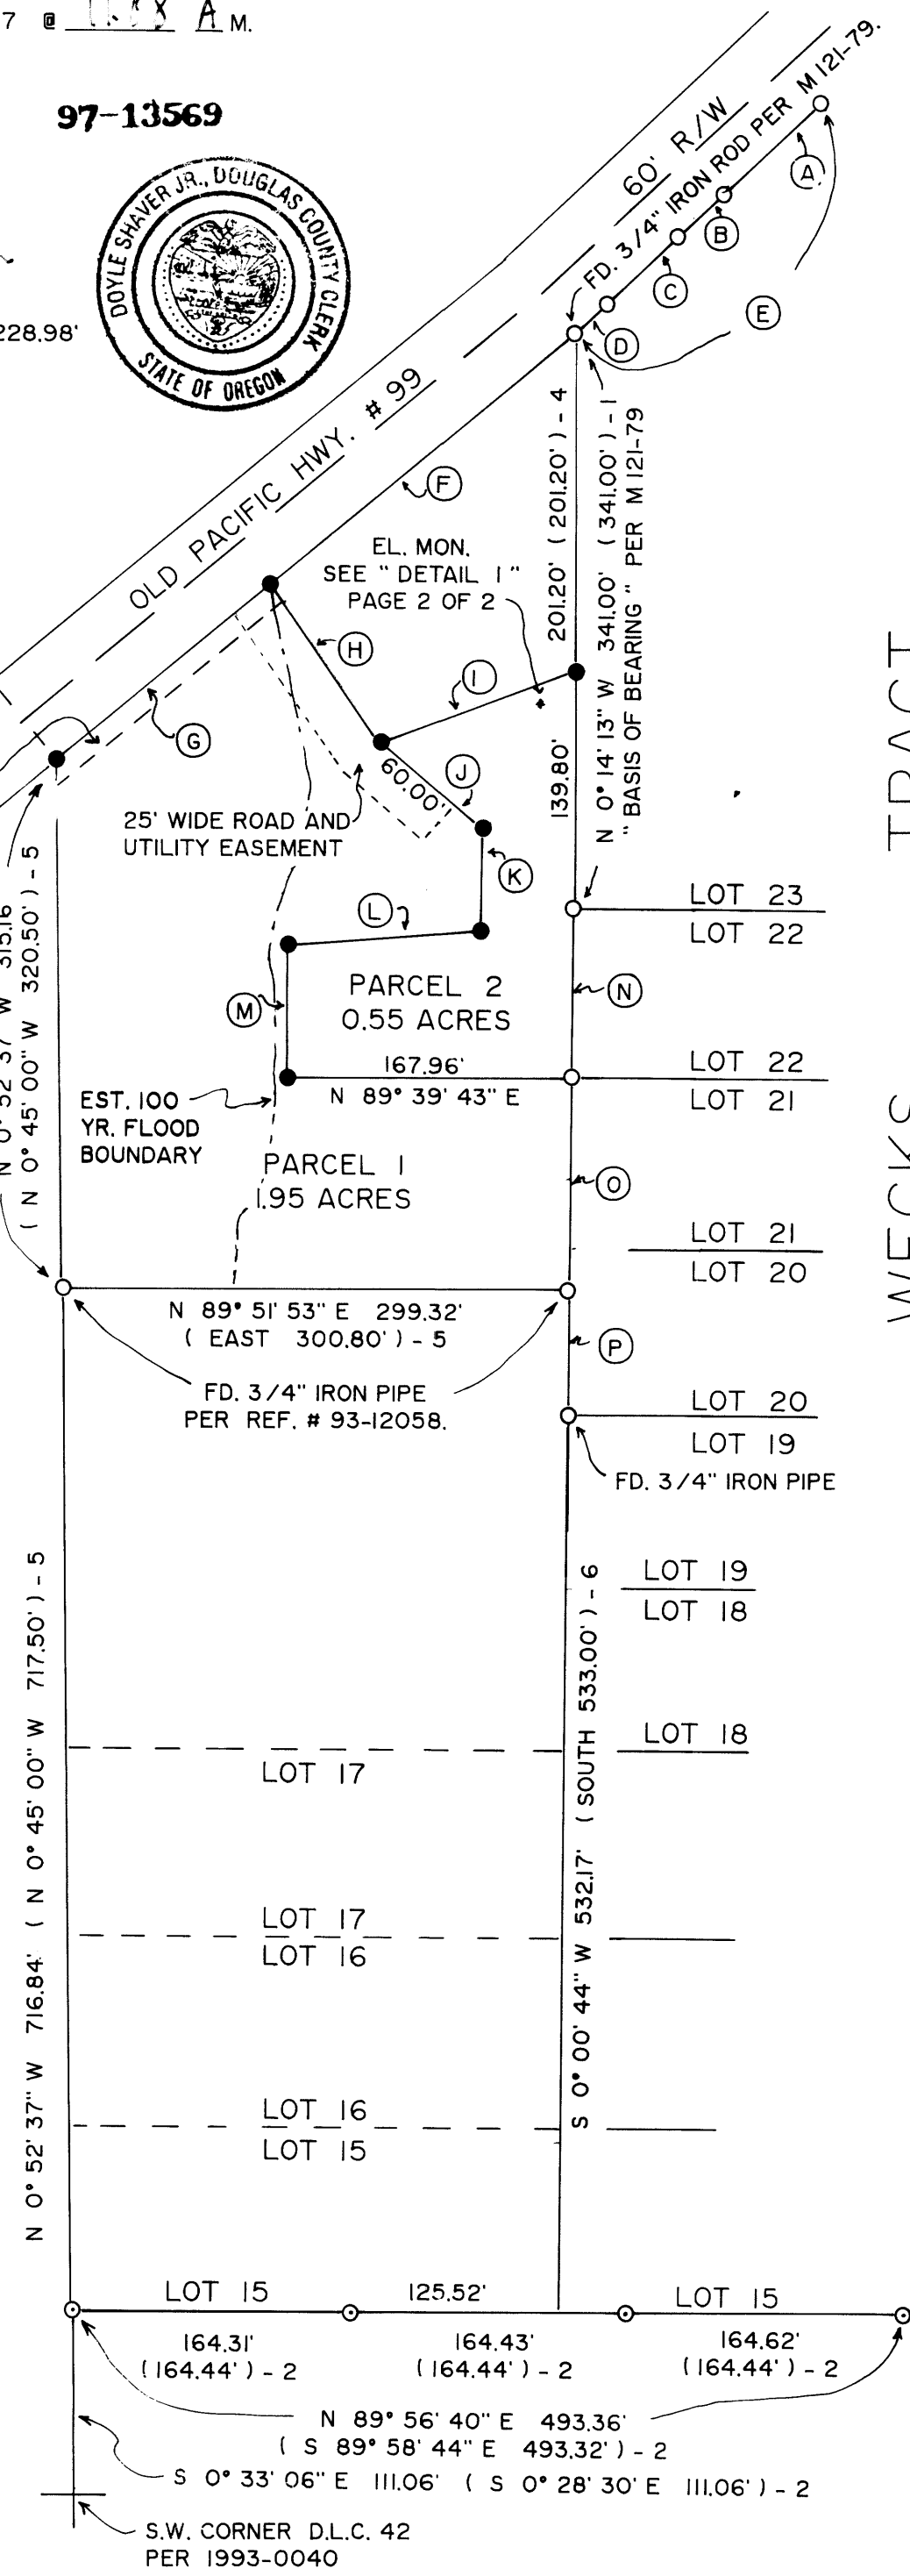 7 @ 11:58 A M.
97-13569
DOYLE SHAVER JR., DOUGLAS COUNTY CLERK
STATE OF OREGON
228.98'
60' R/W
FD. 3/4" IRON ROD PER M 121-79.
A
B
C
D
E
OLD PACIFIC HWY. # 99
F
EL. MON.
SEE " DETAIL 1 "
PAGE 2 OF 2
201.20' ( 201.20' ) - 4
N 0° 14' 13" W 341.00' ( 341.00' ) - 1
" BASIS OF BEARING " PER M 121-79
H
I
G
J
60.00'
139.80'
TRACT
25' WIDE ROAD AND
UTILITY EASEMENT
K
N 0° 52' 37" W 315.16
( N 0° 45' 00" W 320.50' ) - 5
L
LOT 23
LOT 22
M
PARCEL 2
0.55 ACRES
N
167.96'
N 89° 39' 43" E
LOT 22
LOT 21
EST. 100
YR. FLOOD
BOUNDARY
PARCEL 1
1.95 ACRES
O
WECKS
LOT 21
LOT 20
N 89° 51' 53" E 299.32'
( EAST 300.80' ) - 5
P
FD. 3/4" IRON PIPE
PER REF. # 93-12058.
LOT 20
LOT 19
FD. 3/4" IRON PIPE
LOT 19
LOT 18
N 0° 52' 37" W 716.84' ( N 0° 45' 00" W 717.50' ) - 5
S 0° 00' 44" W 532.17' ( SOUTH 533.00' ) - 6
LOT 18
LOT 17
LOT 17
LOT 16
LOT 16
LOT 15
LOT 15
125.52'
LOT 15
164.31'
( 164.44' ) - 2
164.43'
( 164.44' ) - 2
164.62'
( 164.44' ) - 2
N 89° 56' 40" E 493.36'
( S 89° 58' 44" E 493.32' ) - 2
S 0° 33' 06" E 111.06' ( S 0° 28' 30" E 111.06' ) - 2
S.W. CORNER D.L.C. 42
PER 1993-0040